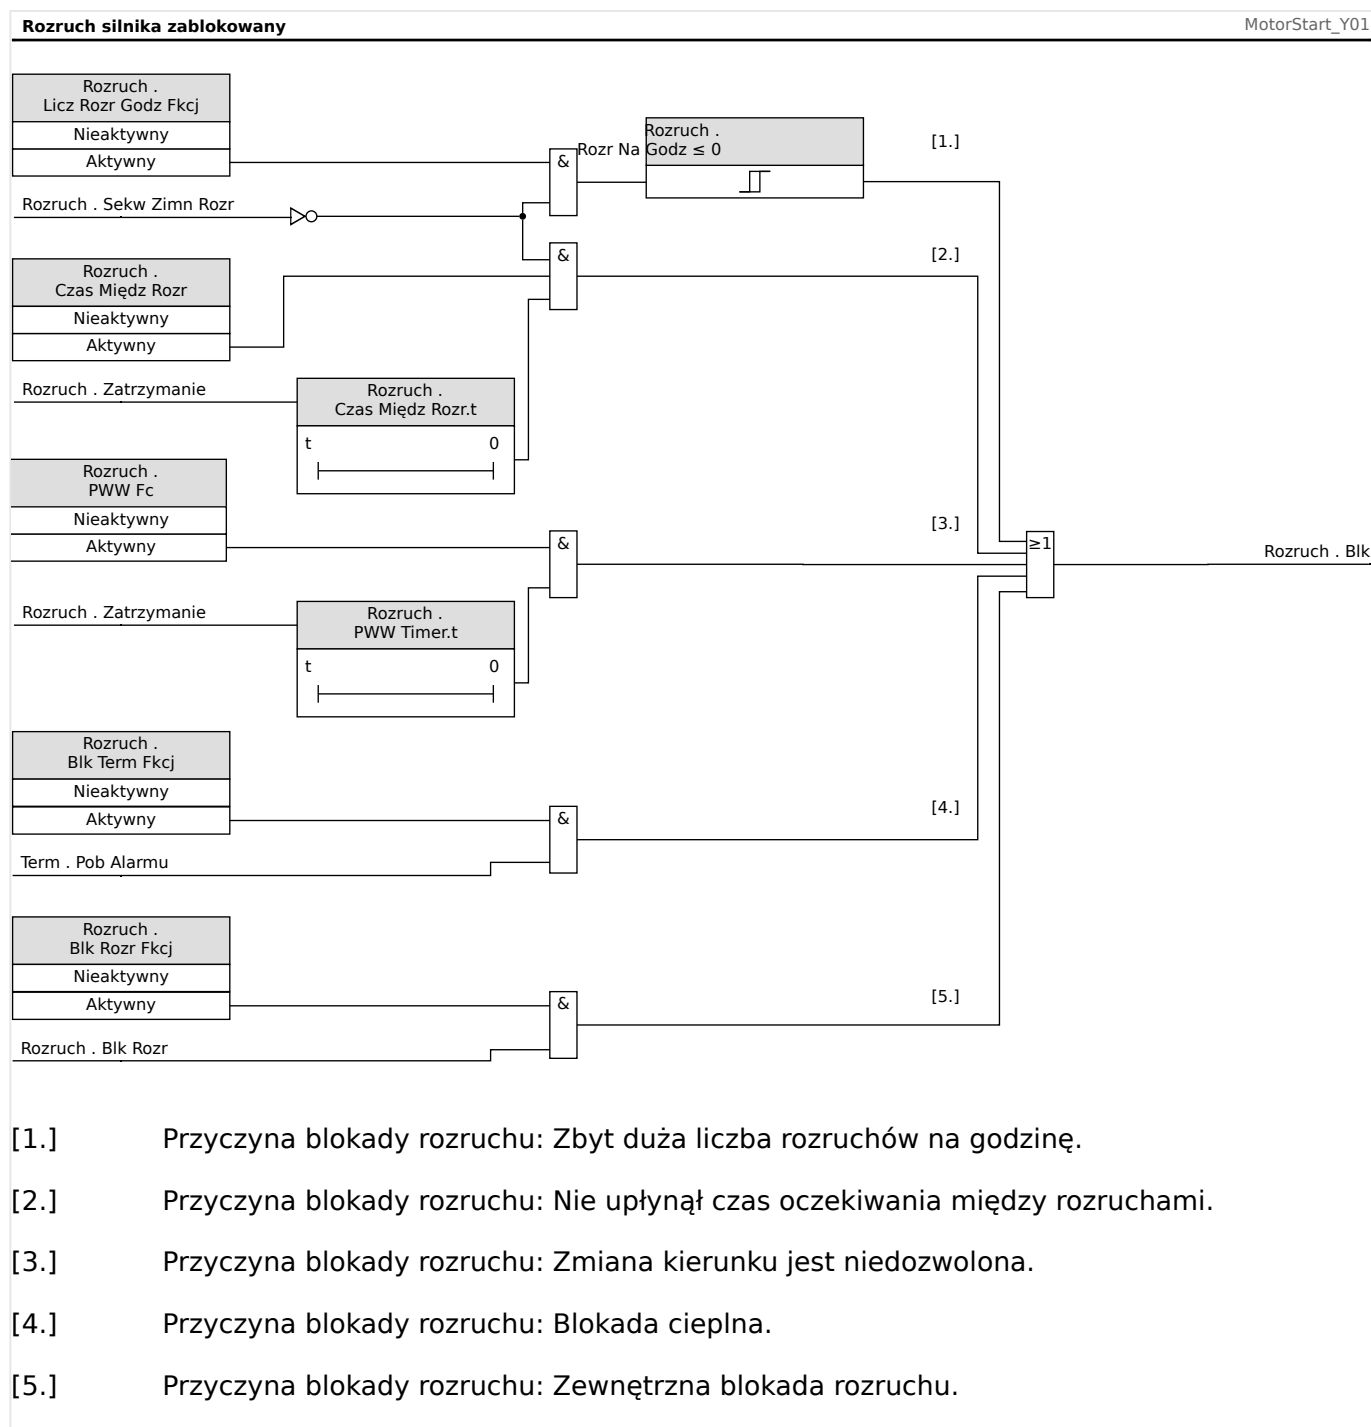 Rozruch silnika zablokowany
MotorStart_Y01
Rozruch .
Licz Rozr Godz Fkcj
Nieaktywny
Aktywny
&
Rozruch .
Rozr Na Godz ≤ 0
[1.]
Rozruch . Sekw Zimn Rozr
&
[2.]
Rozruch .
Czas Międz Rozr
Nieaktywny
Aktywny
Rozruch . Zatrzymanie
Rozruch .
Czas Międz Rozr.t
t 0
Rozruch .
PWW Fc
Nieaktywny
Aktywny
&
[3.]
≥1
Rozruch . Blk
Rozruch . Zatrzymanie
Rozruch .
PWW Timer.t
t 0
Rozruch .
Blk Term Fkcj
Nieaktywny
Aktywny
&
[4.]
Term . Pob Alarmu
Rozruch .
Blk Rozr Fkcj
Nieaktywny
Aktywny
&
[5.]
Rozruch . Blk Rozr
[1.] Przyczyna blokady rozruchu: Zbyt duża liczba rozruchów na godzinę.
[2.] Przyczyna blokady rozruchu: Nie upłynął czas oczekiwania między rozruchami.
[3.] Przyczyna blokady rozruchu: Zmiana kierunku jest niedozwolona.
[4.] Przyczyna blokady rozruchu: Blokada cieplna.
[5.] Przyczyna blokady rozruchu: Zewnętrzna blokada rozruchu.